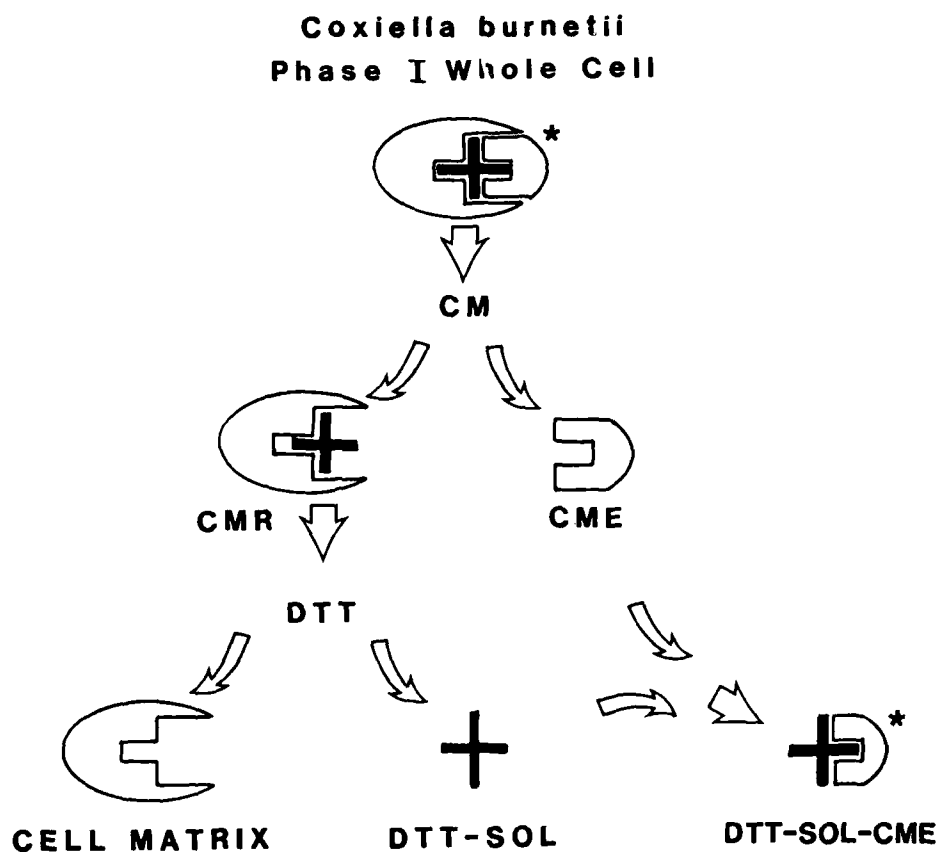 Coxiella burnetii
Phase I Whole Cell
*
CM
CMR
CME
DTT
*
CELL MATRIX
DTT-SOL
DTT-SOL-CME